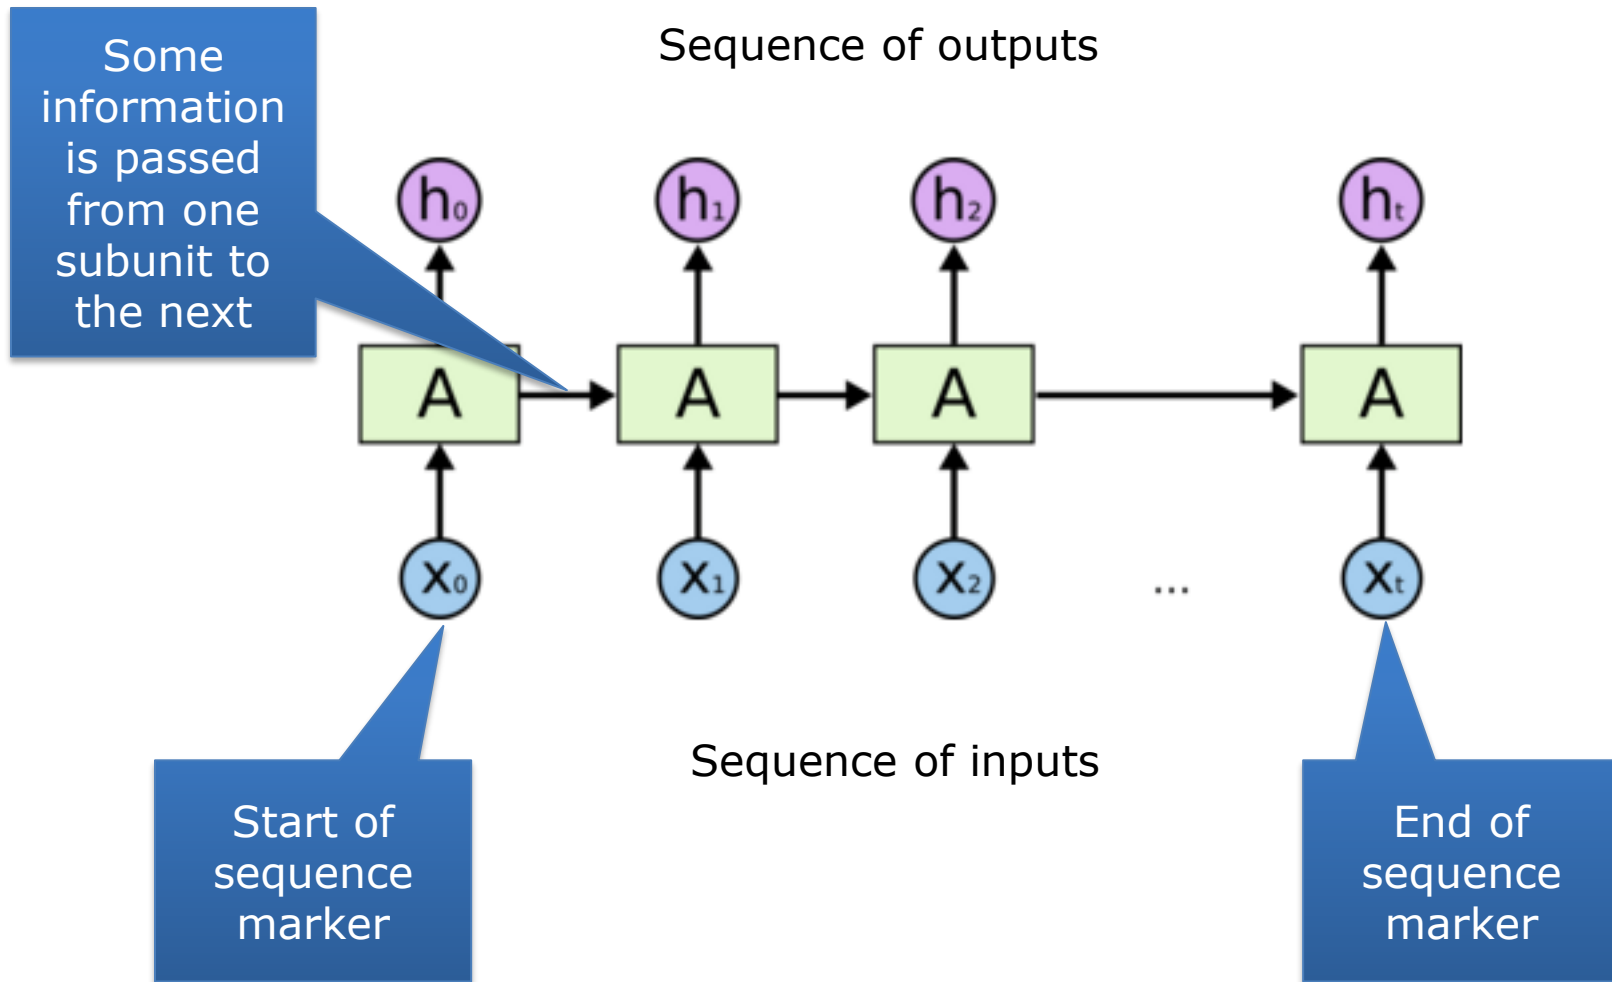 Some
information
is passed
from one
subunit to
the next
Sequence of outputs
h₀ h₁ h₂ hₜ
A A A A
x₀ x₁ x₂ ... xₜ
Sequence of inputs
Start of
sequence
marker
End of
sequence
marker